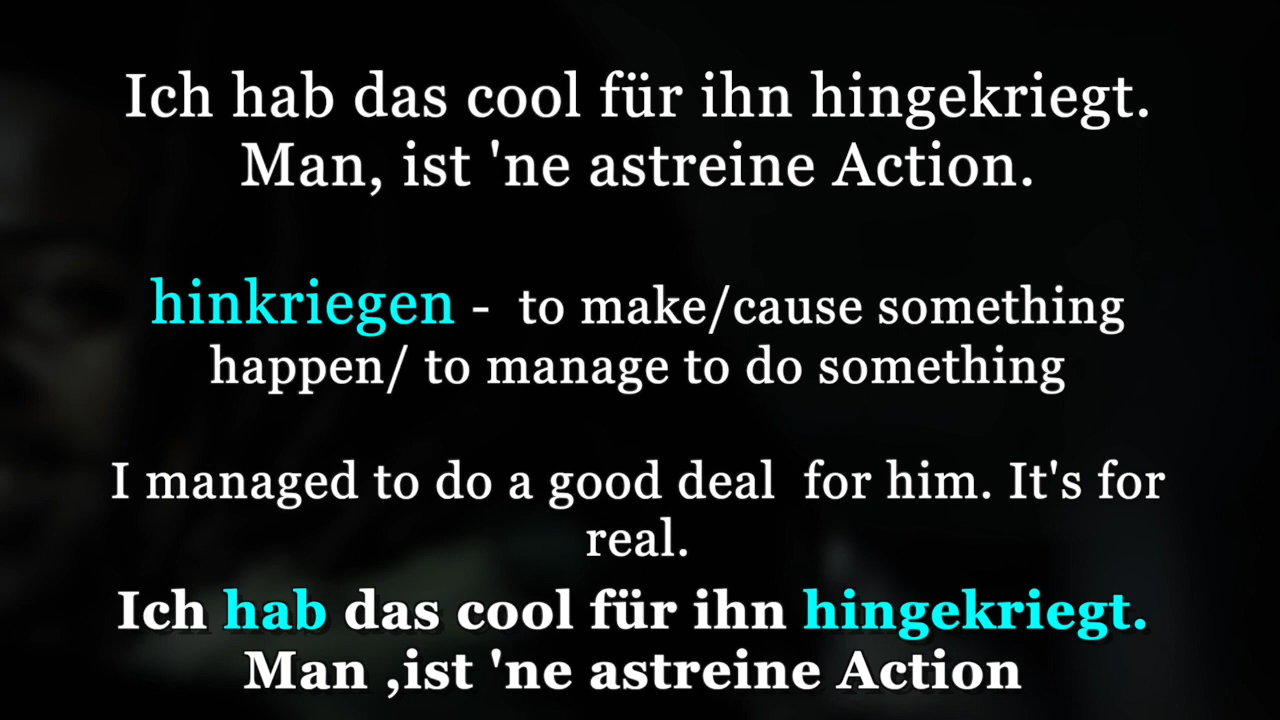 Ich hab das cool für ihn hingekriegt.
Man, ist 'ne astreine Action.
hinkriegen -  to make/cause something
happen/ to manage to do something
I managed to do a good deal  for him. It's for
real.
Ich hab das cool für ihn hingekriegt.
Man ,ist 'ne astreine Action